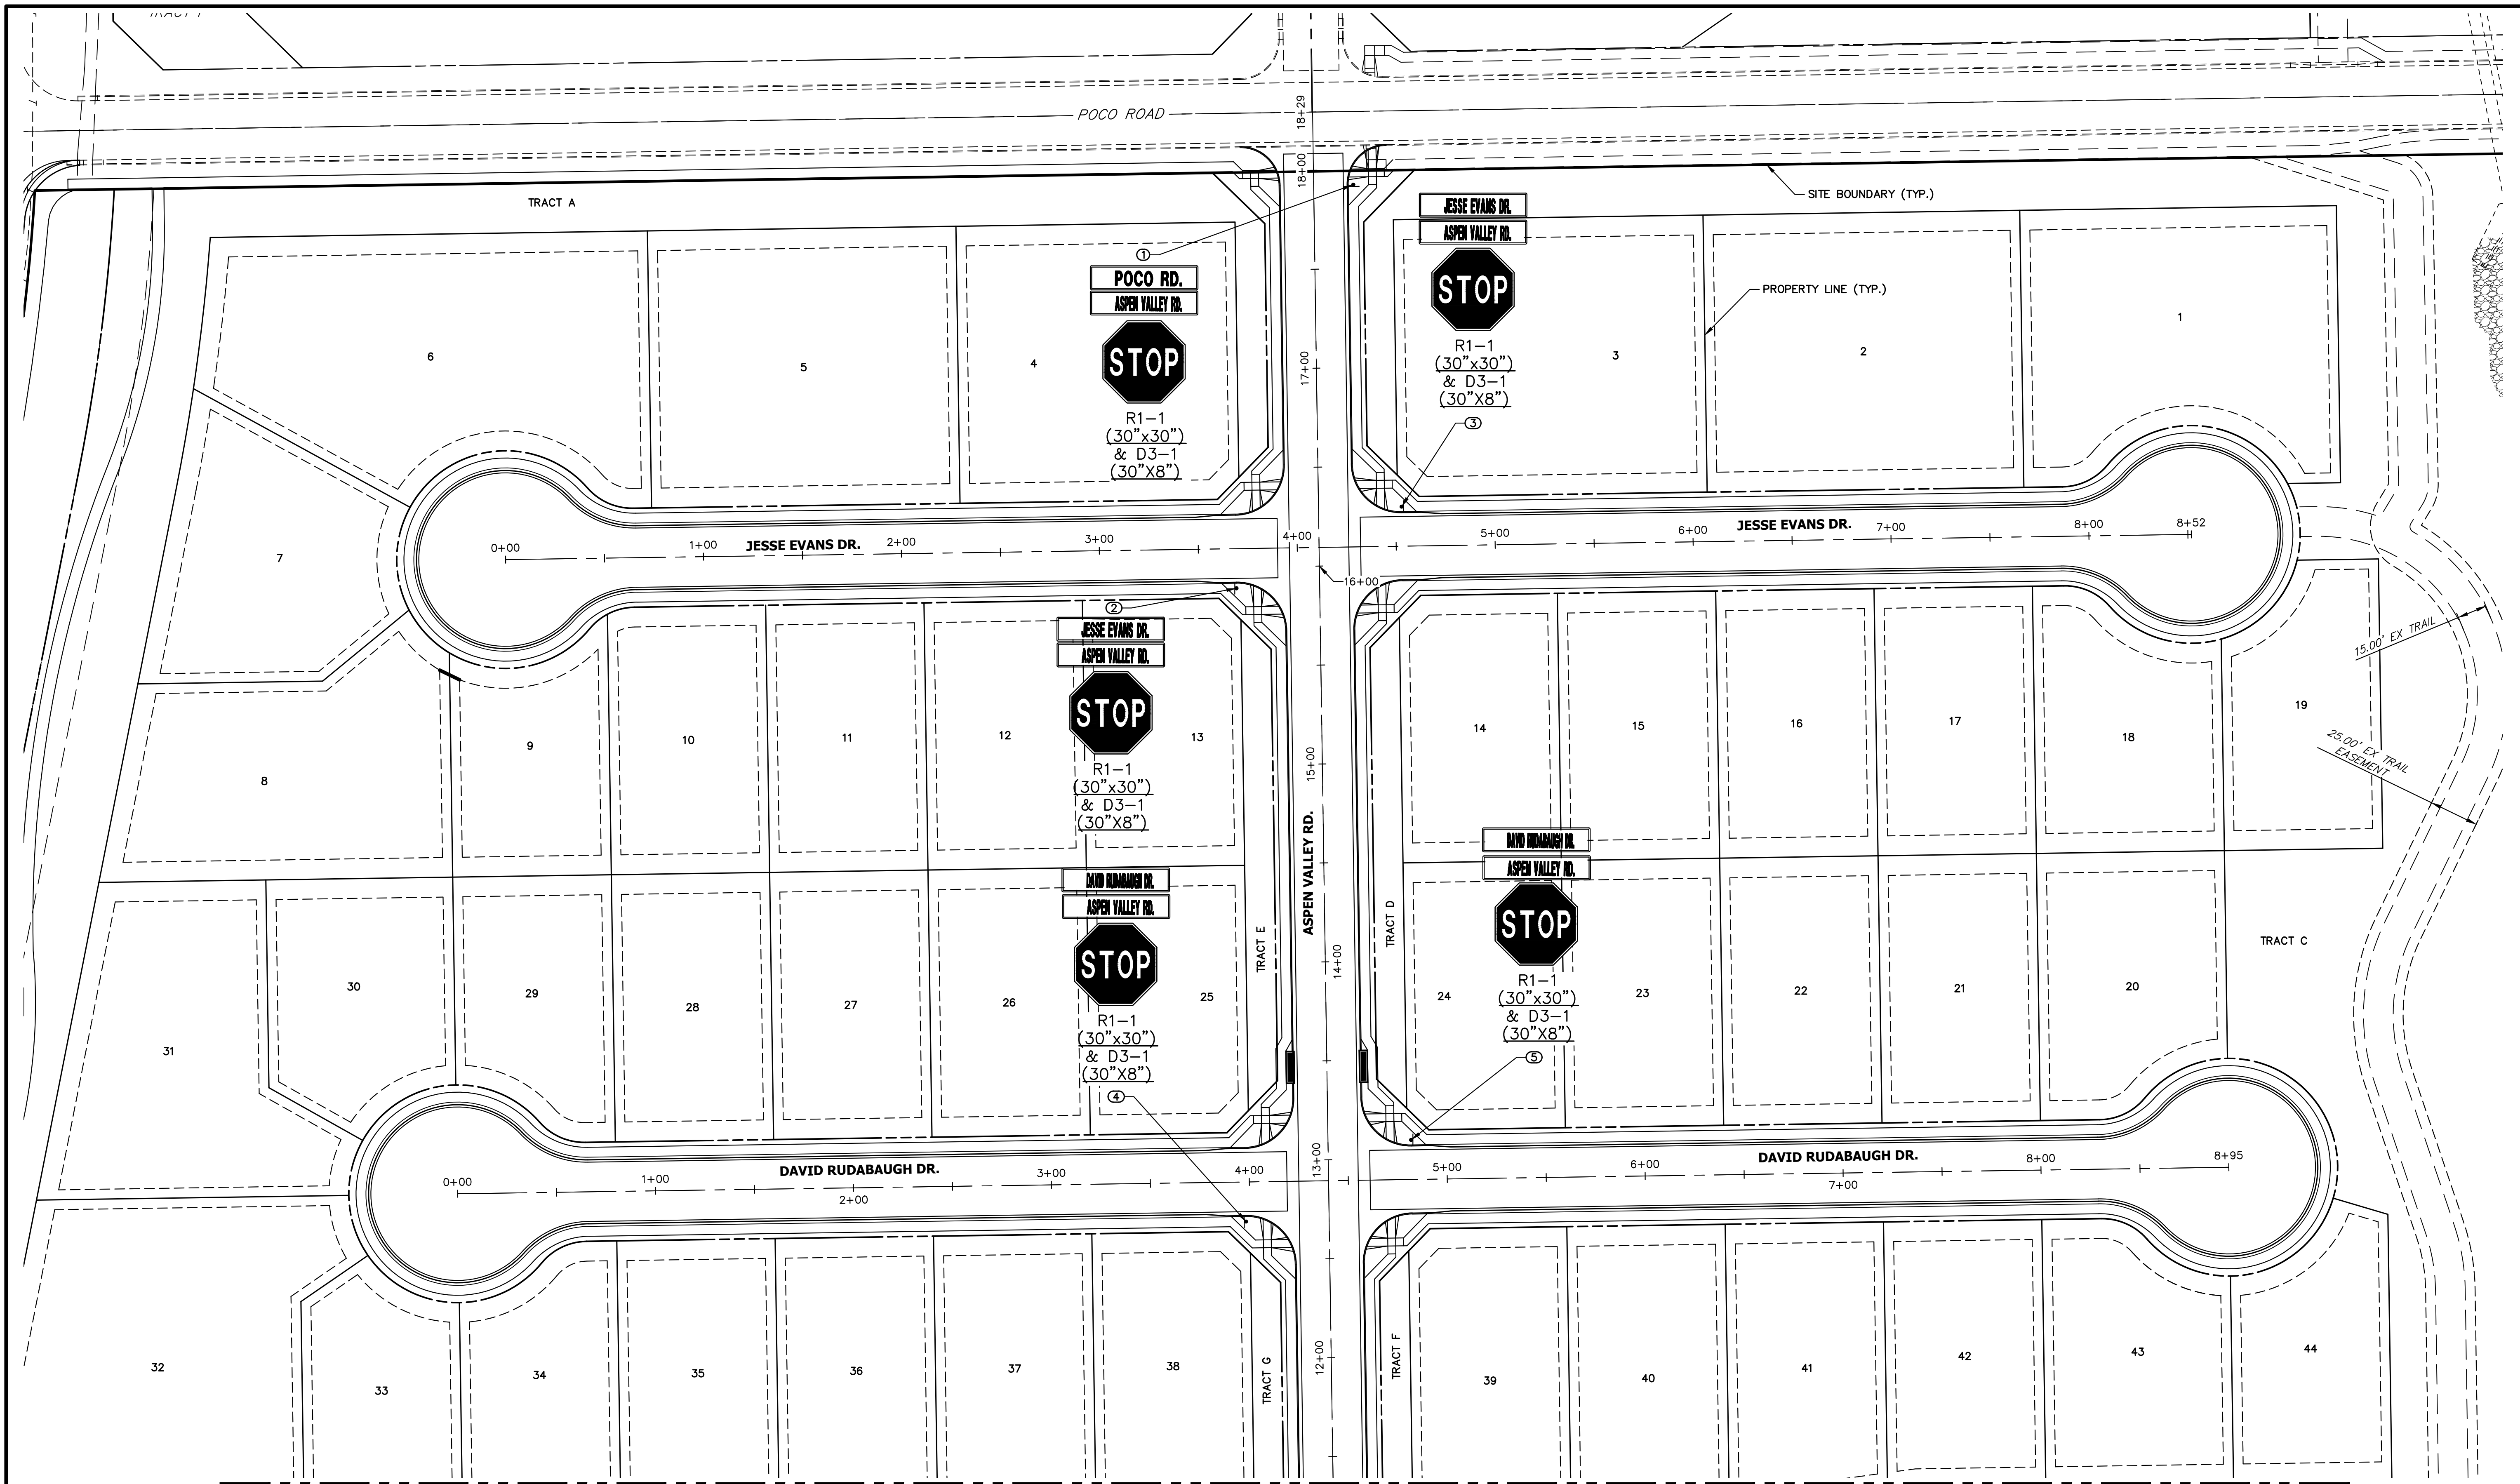 POCO ROAD
18+29
18+00
TRACT A
SITE BOUNDARY (TYP.)
JESSE EVANS DR.
ASPEN VALLEY RD.
STOP
R1-1
(30"x30")
& D3-1
(30"X8")
3
PROPERTY LINE (TYP.)
1
POCO RD.
ASPEN VALLEY RD.
STOP
R1-1
(30"x30")
& D3-1
(30"X8")
6
5
4
17+00
3
2
1
7
0+00
1+00
JESSE EVANS DR.
2+00
3+00
4+00
5+00
6+00
JESSE EVANS DR.
7+00
8+00
8+52
16+00
2
JESSE EVANS DR.
ASPEN VALLEY RD.
STOP
R1-1
(30"x30")
& D3-1
(30"X8")
15.00' EX TRAIL
25.00' EX TRAIL
EASEMENT
8
9
10
11
12
13
15+00
ASPEN VALLEY RD.
14
15
16
17
18
19
DAVID RUDABAUGH DR.
ASPEN VALLEY RD.
STOP
R1-1
(30"x30")
& D3-1
(30"X8")
4
DAVID RUDABAUGH DR.
ASPEN VALLEY RD.
STOP
R1-1
(30"x30")
& D3-1
(30"X8")
5
31
30
29
28
27
26
25
TRACT E
14+00
TRACT D
24
23
22
21
20
TRACT C
0+00
1+00
2+00
DAVID RUDABAUGH DR.
3+00
4+00
13+00
5+00
6+00
DAVID RUDABAUGH DR.
7+00
8+00
8+95
32
33
34
35
36
37
38
TRACT G
12+00
TRACT F
39
40
41
42
43
44